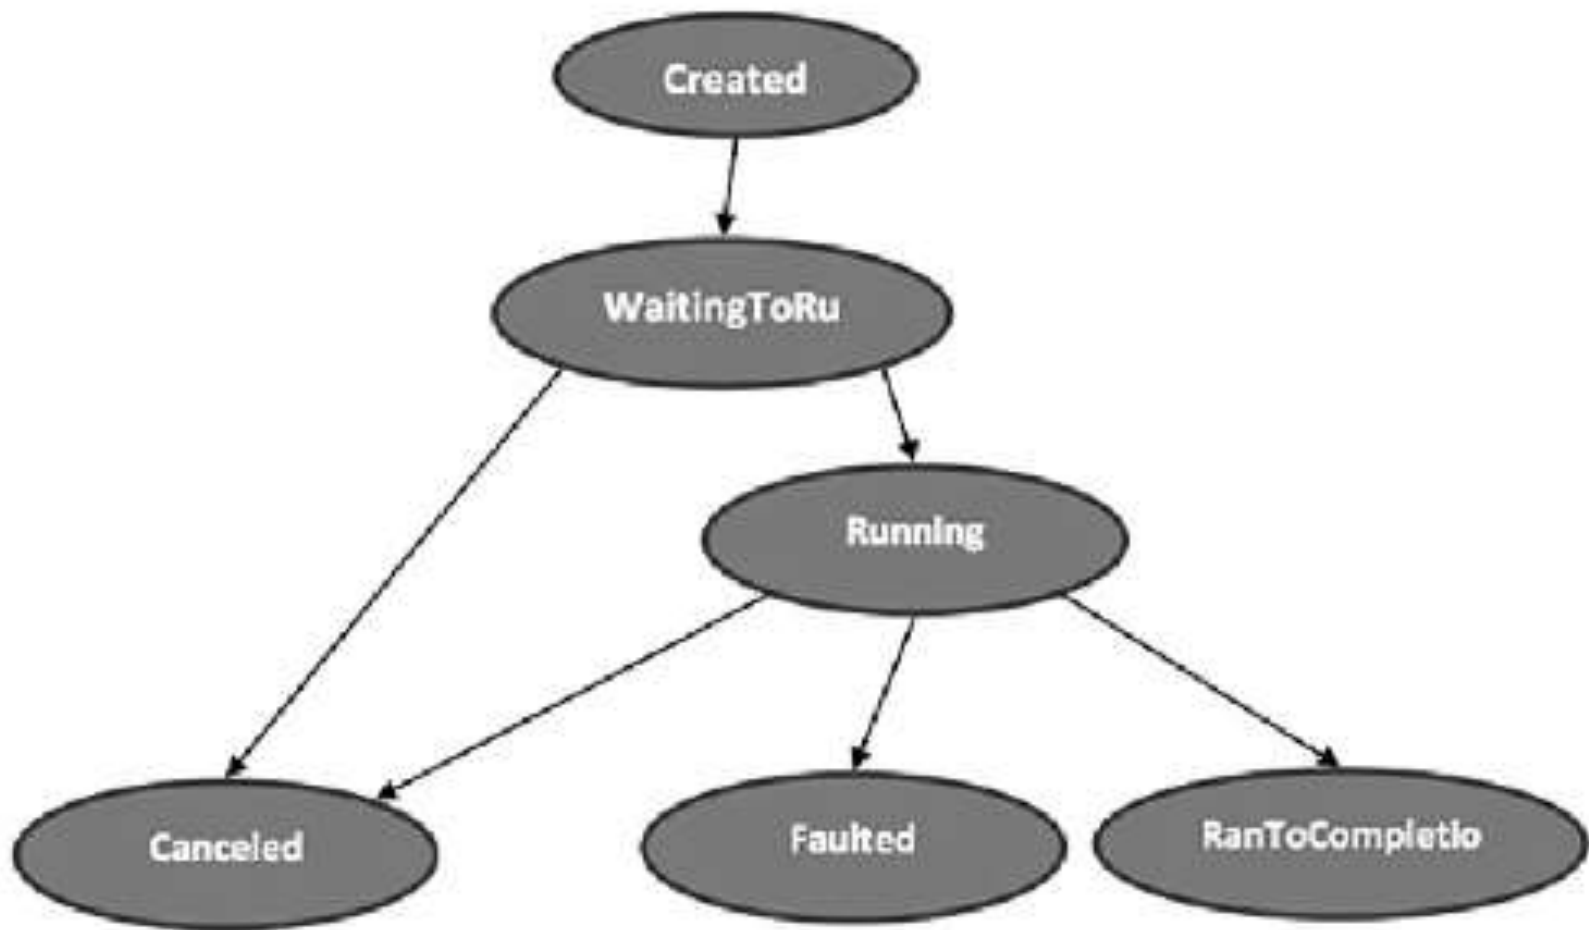 Created
WaitingToRu
Running
Canceled
Faulted
RanToCompletio